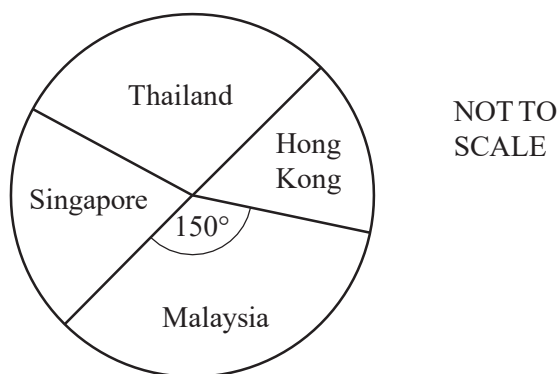 Thailand
NOT TO
SCALE
Hong
Kong
Singapore
150°
Malaysia